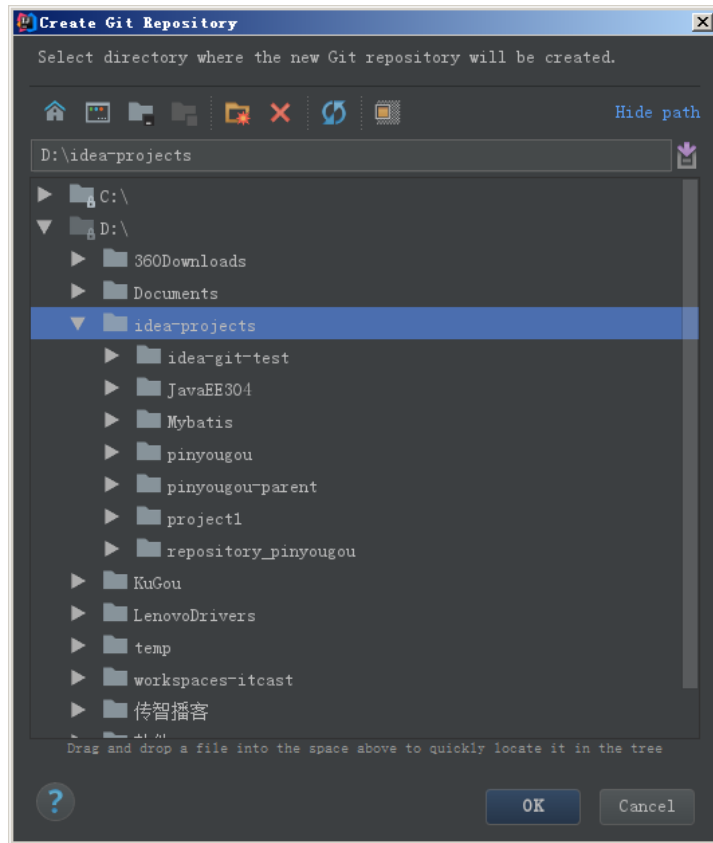 Create Git Repository
Select directory where the new Git repository will be created.
Hide path
D:\idea-projects
C:\
D:\
360Downloads
Documents
idea-projects
idea-git-test
JavaEE304
Mybatis
pinyougou
pinyougou-parent
project1
repository_pinyougou
KuGou
LenovoDrivers
temp
workspaces-itcast
传智播客
Drag and drop a file into the space above to quickly locate it in the tree
?
OK
Cancel